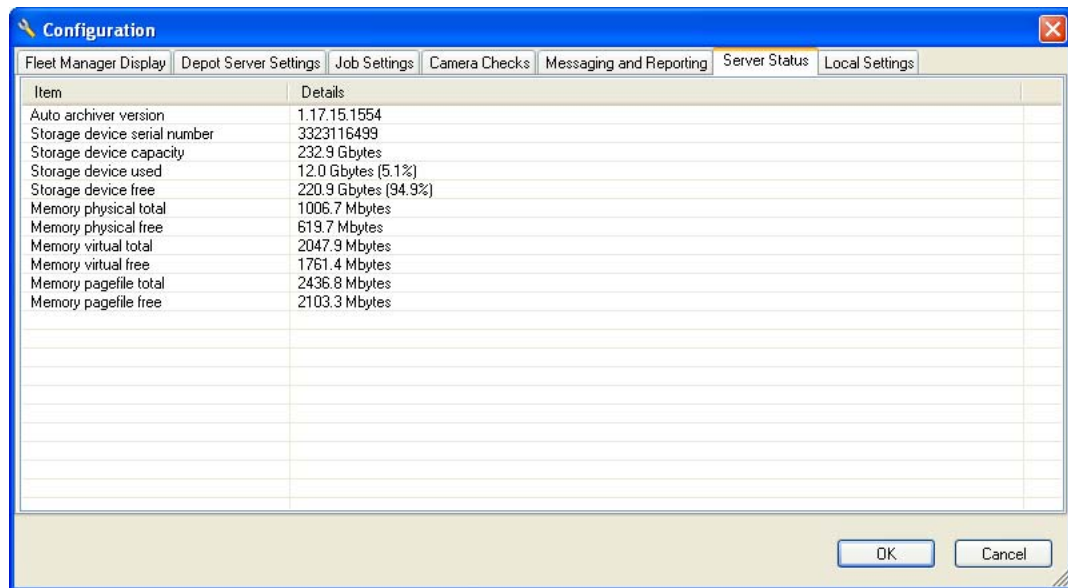 Configuration
Fleet Manager Display Depot Server Settings Job Settings Camera Checks Messaging and Reporting Server Status Local Settings
Item Details
Auto archiver version 1.17.15.1554
Storage device serial number 3323116499
Storage device capacity 232.9 Gbytes
Storage device used 12.0 Gbytes (5.1%)
Storage device free 220.9 Gbytes (94.9%)
Memory physical total 1006.7 Mbytes
Memory physical free 619.7 Mbytes
Memory virtual total 2047.9 Mbytes
Memory virtual free 1761.4 Mbytes
Memory pagefile total 2436.8 Mbytes
Memory pagefile free 2103.3 Mbytes
OK Cancel